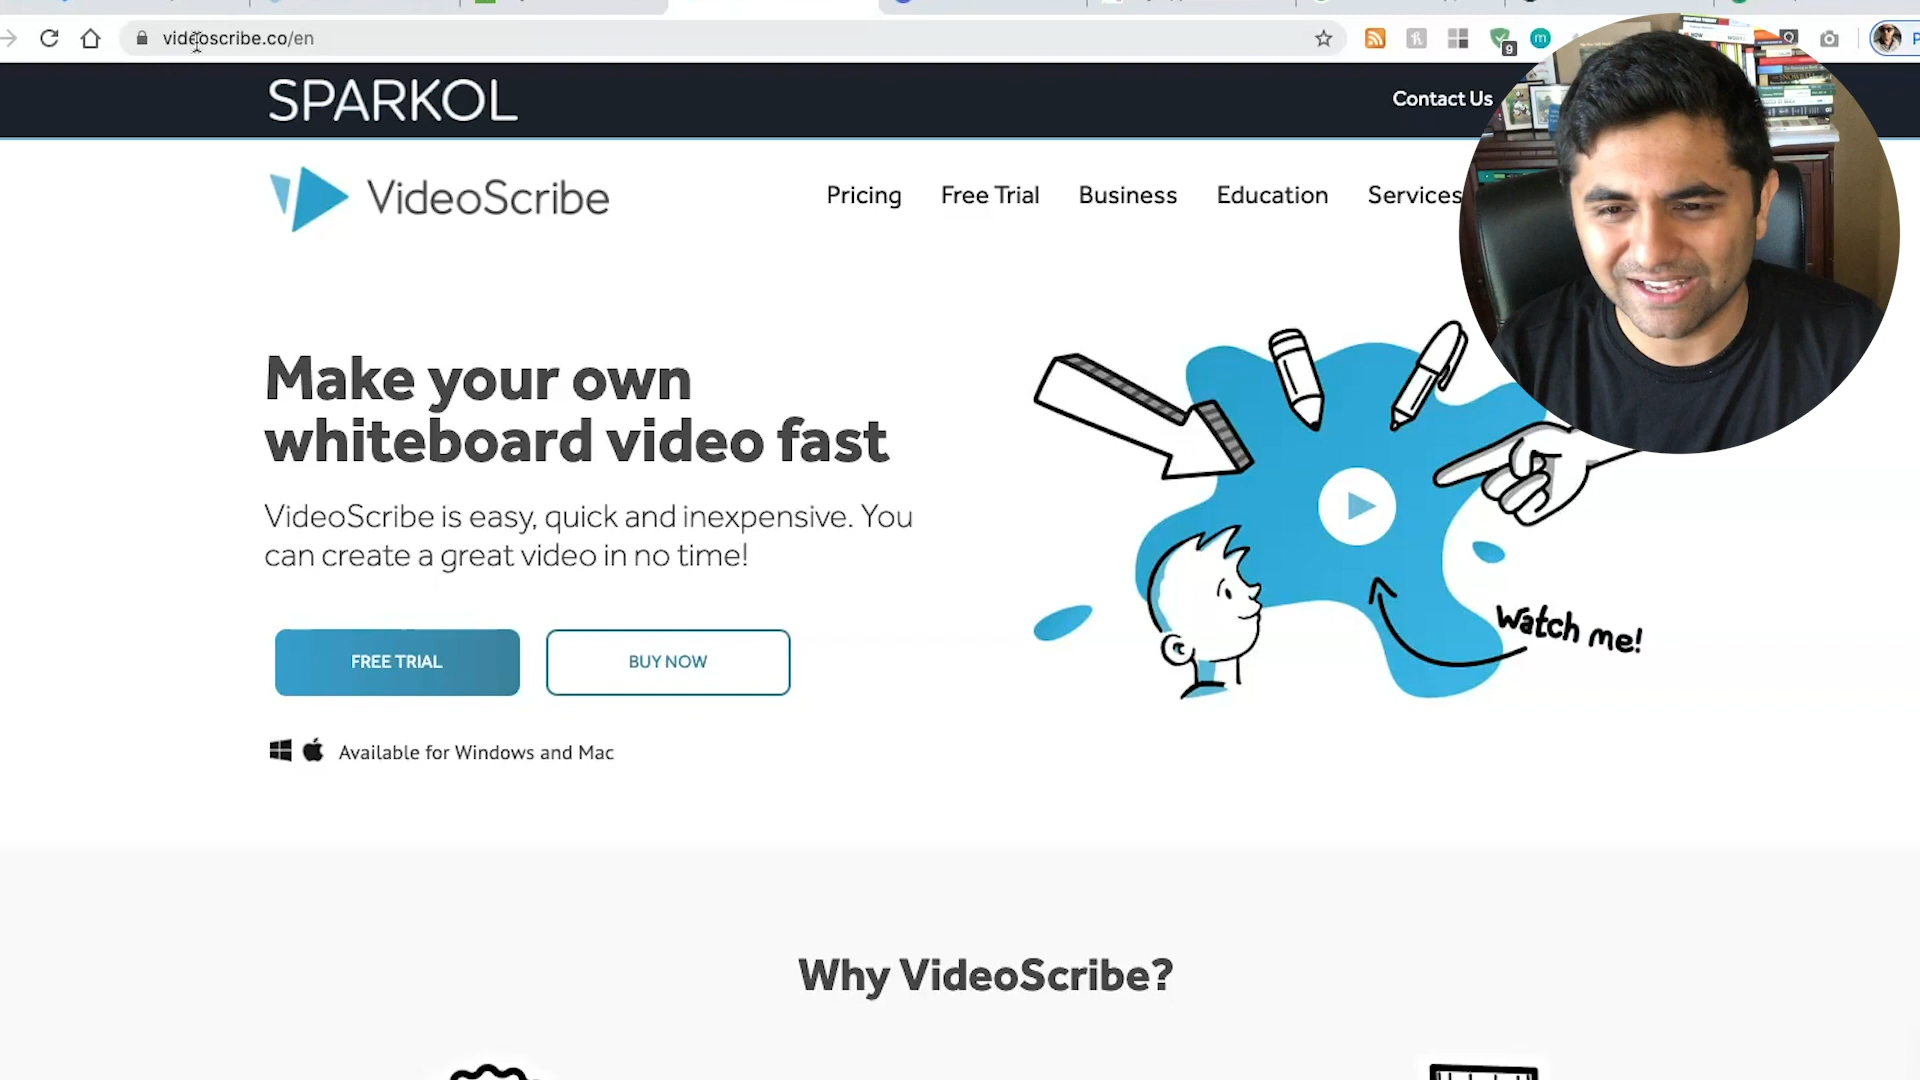 videoscribe.co/en
9
m
SPARKOL
Contact Us
VideoScribe
Pricing
Free Trial
Business
Education
Services
Make your own
whiteboard video fast
VideoScribe is easy, quick and inexpensive. You
can create a great video in no time!
Watch me!
FREE TRIAL
BUY NOW
Available for Windows and Mac
Why VideoScribe?